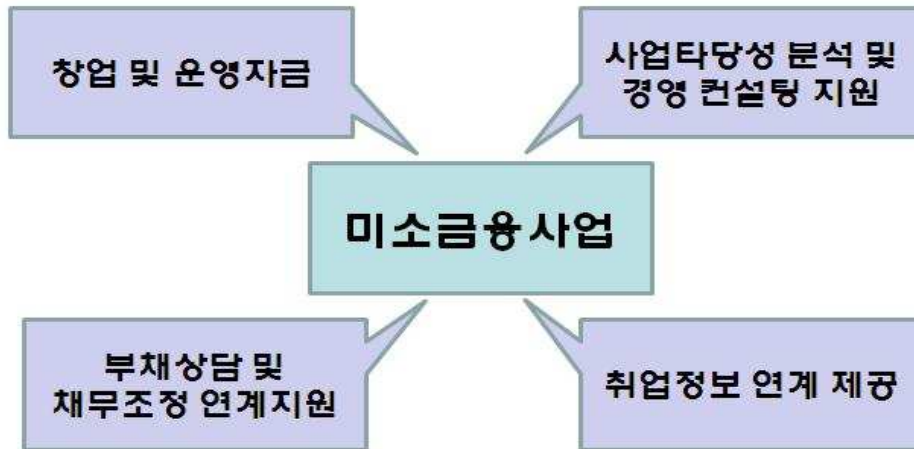 창업 및 운영자금
사업타당성 분석 및
경영 컨설팅 지원
미소금융사업
부채상담 및
채무조정 연계지원
취업정보 연계 제공